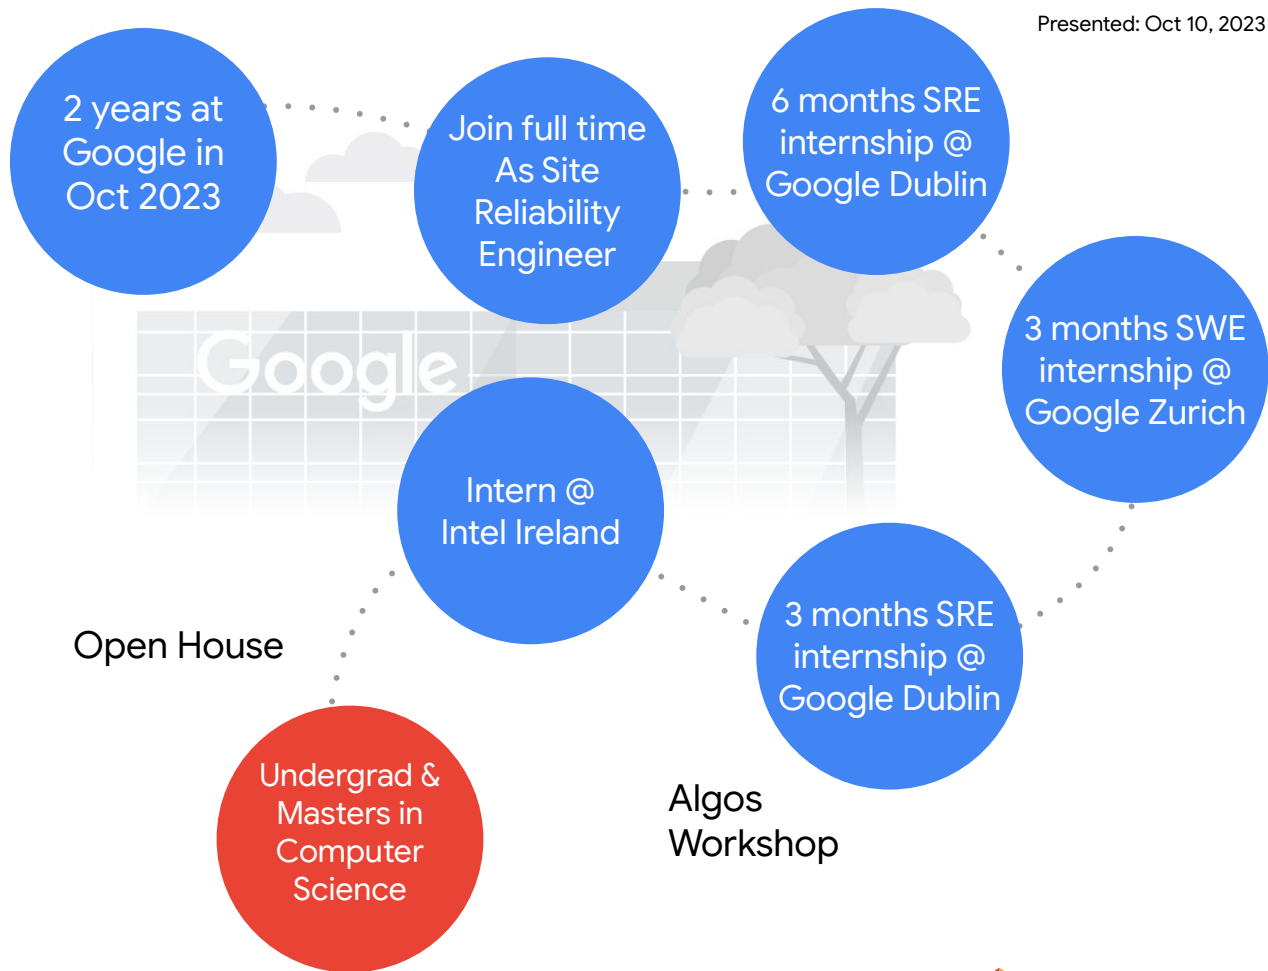 Presented: Oct 10, 2023
2 years at
Google in
Oct 2023
Join full time
As Site
Reliability
Engineer
6 months SRE
internship @
Google Dublin
3 months SWE
internship @
Google Zurich
Google
Intern @
Intel Ireland
3 months SRE
internship @
Google Dublin
Open House
Undergrad &
Masters in
Computer
Science
Algos
Workshop